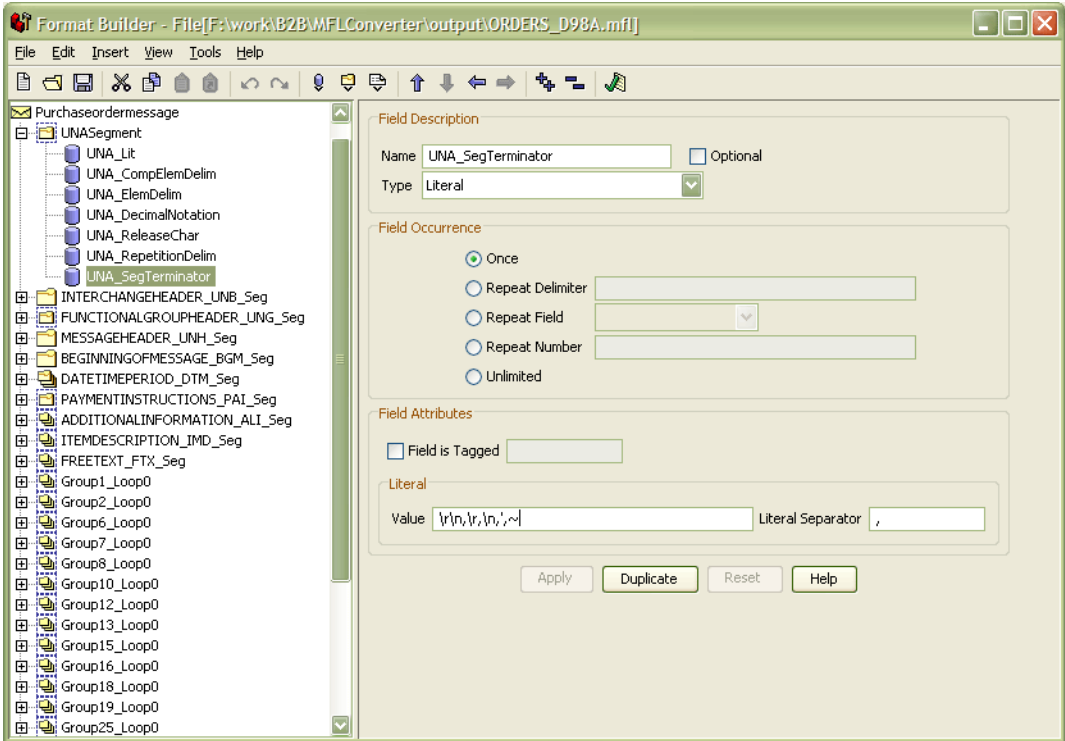 Format Builder - File[F:\work\B2B\MFLConverter\output\ORDERS_D98A.mfl]
File Edit Insert View Tools Help
Purchaseordermessage
UNASegment
UNA_Lit
UNA_CompElemDelim
UNA_ElemDelim
UNA_DecimalNotation
UNA_ReleaseChar
UNA_RepetitionDelim
UNA_SegTerminator
INTERCHANGEHEADER_UNB_Seg
FUNCTIONALGROUPHEADER_UNG_Seg
MESSAGEHEADER_UNH_Seg
BEGINNINGOFMESSAGE_BGM_Seg
DATETIMEPERIOD_DTM_Seg
PAYMENTINSTRUCTIONS_PAI_Seg
ADDITIONALINFORMATION_ALI_Seg
ITEMDESCRIPTION_IMD_Seg
FREETEXT_FTX_Seg
Group1_Loop0
Group2_Loop0
Group6_Loop0
Group7_Loop0
Group8_Loop0
Group10_Loop0
Group12_Loop0
Group13_Loop0
Group15_Loop0
Group16_Loop0
Group18_Loop0
Group19_Loop0
Group25_Loop0
Field Description
Name UNA_SegTerminator Optional
Type Literal
Field Occurrence
Once
Repeat Delimiter
Repeat Field
Repeat Number
Unlimited
Field Attributes
Field is Tagged
Literal
Value \r\n,\r,\n,',~ Literal Separator ,
Apply Duplicate Reset Help